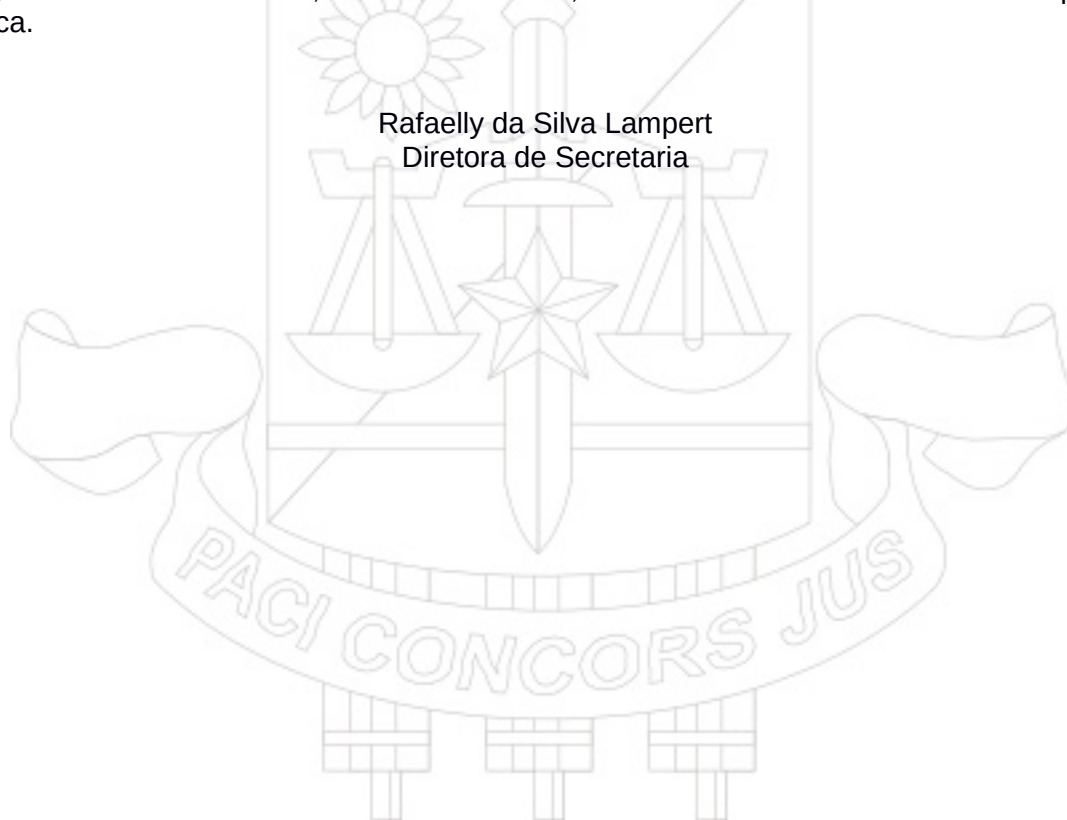 ca.
Rafaelly da Silva Lampert
Diretora de Secretaria
PACI CONCORS JUS